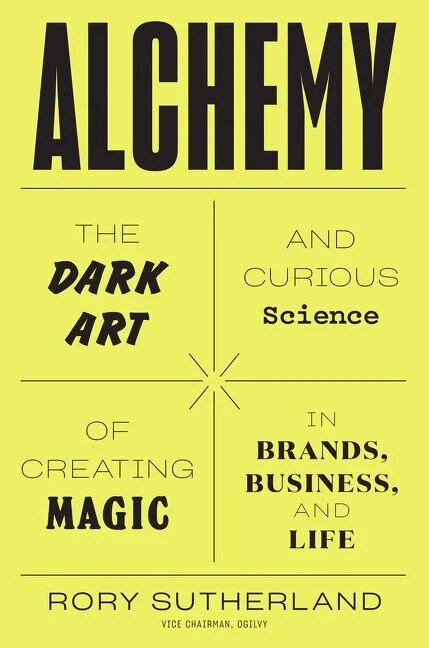 ALCHEMY
THE
DARK
ART
AND
CURIOUS
Science
OF
CREATING
MAGIC
IN
BRANDS,
BUSINESS,
AND
LIFE
RORY SUTHERLAND
VICE CHAIRMAN, OGILVY